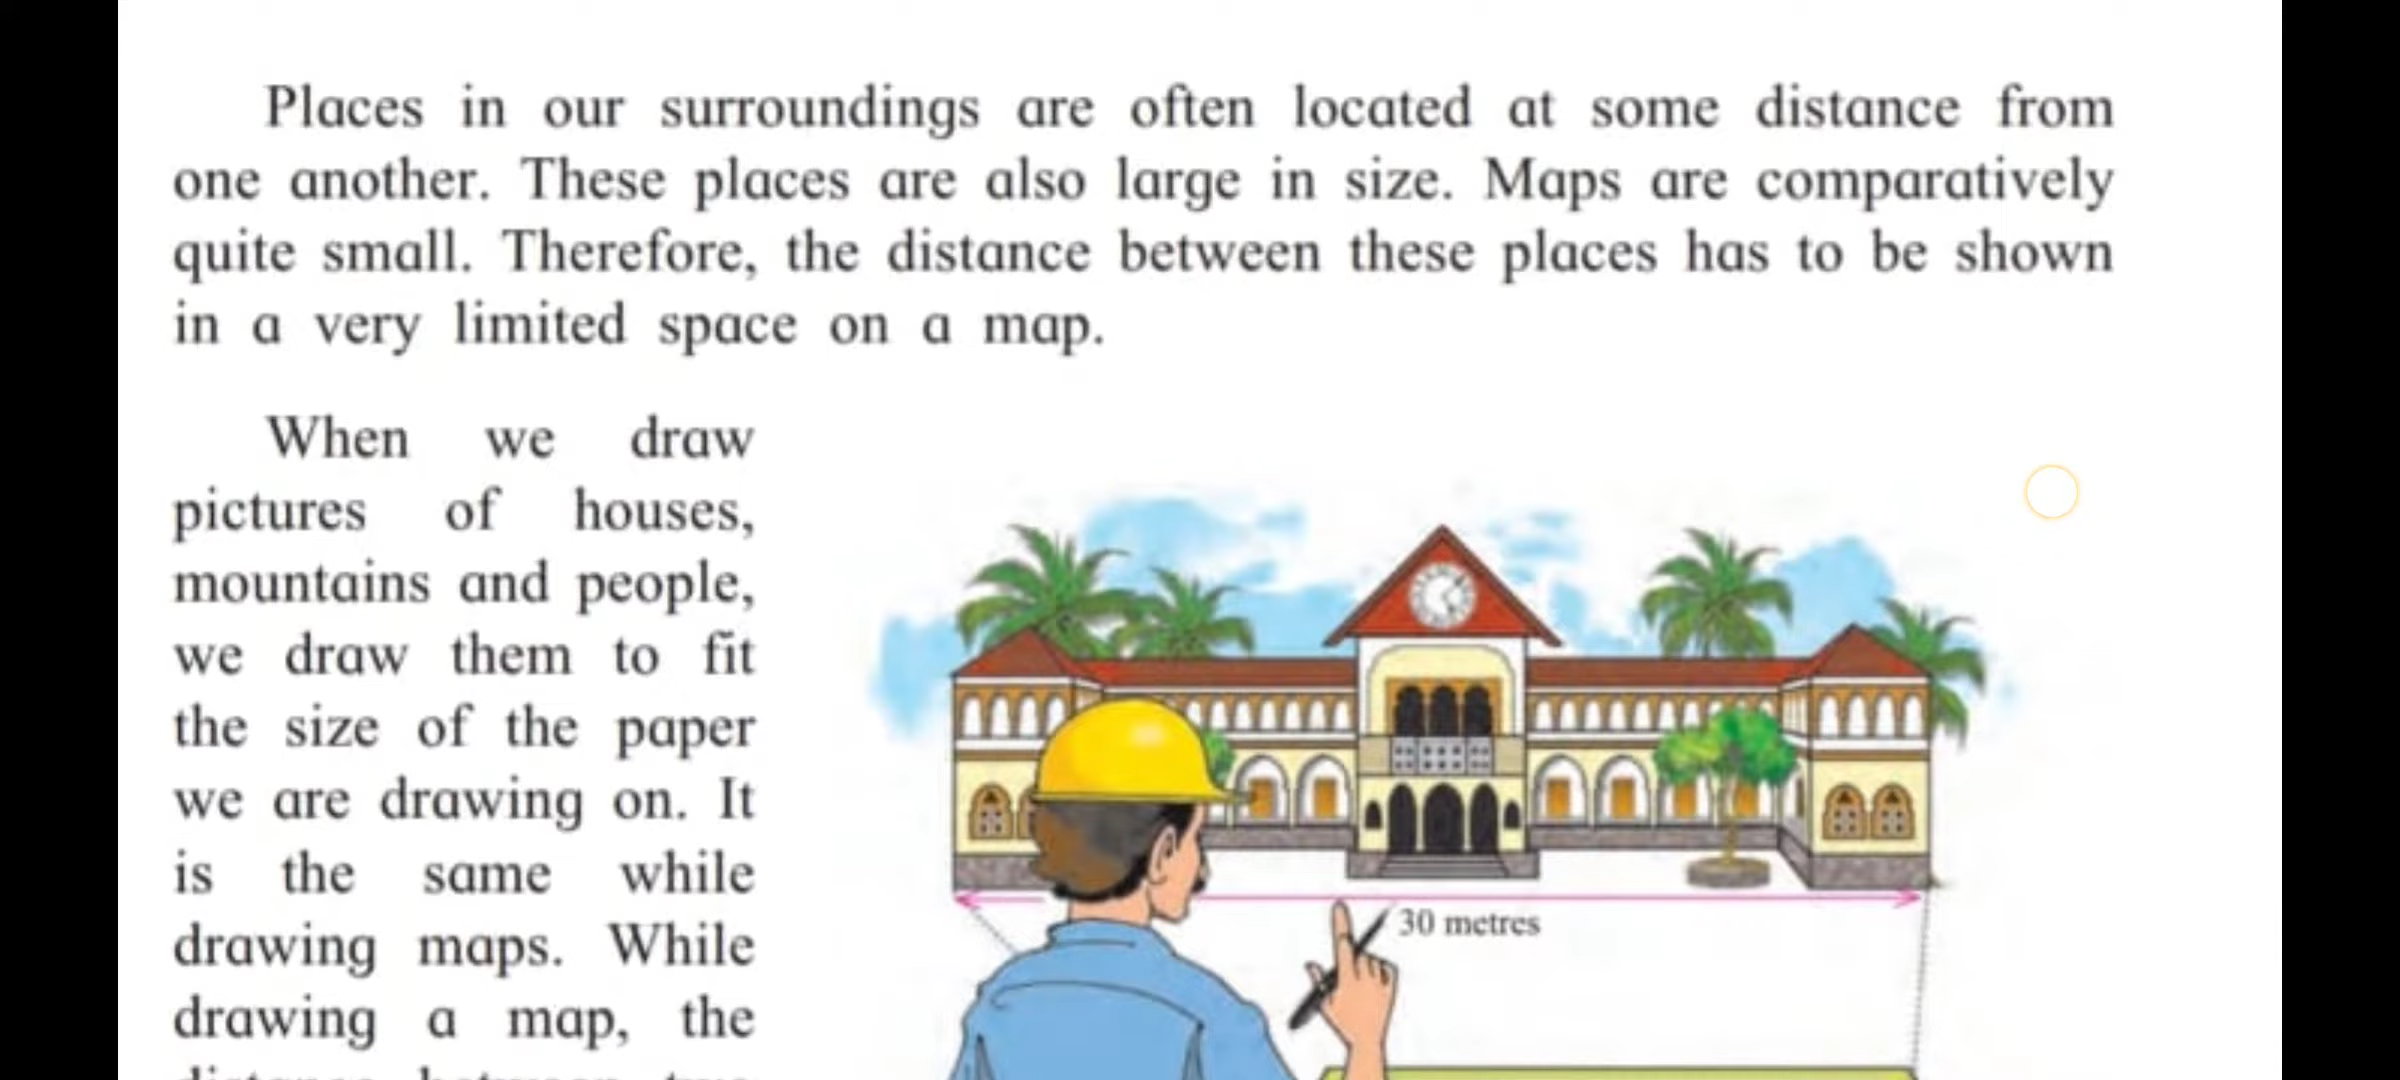 Places in our surroundings are often located at some distance from
one another. These places are also large in size. Maps are comparatively
quite small. Therefore, the distance between these places has to be shown
in a very limited space on a map.
When we draw
pictures of houses,
mountains and people,
we draw them to fit
the size of the paper
we are drawing on. It
is the same while
drawing maps. While
drawing a map, the
distance between two
30 metres